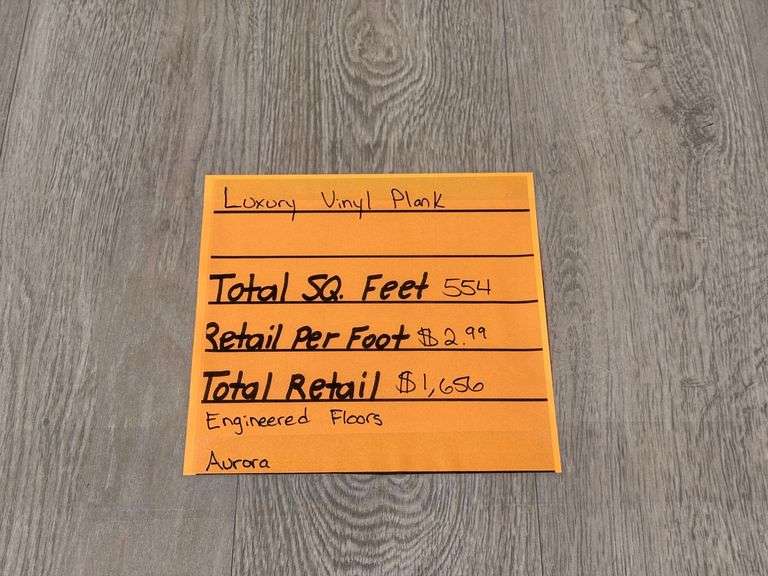 Luxury Vinyl Plank
Total SQ. Feet 554
Retail Per Foot $2.99
Total Retail $1,656
Engineered Floors
Aurora